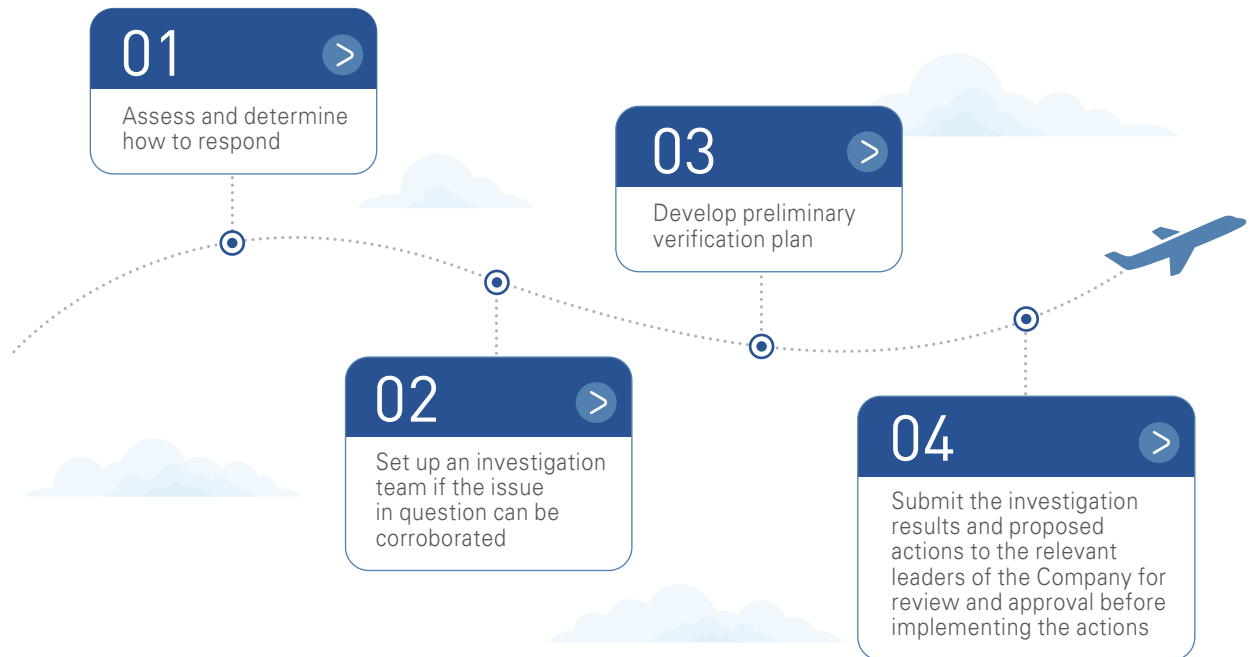 01
Assess and determine
how to respond
02
Set up an investigation
team if the issue
in question can be
corroborated
03
Develop preliminary
verification plan
04
Submit the investigation
results and proposed
actions to the relevant
leaders of the Company for
review and approval before
implementing the actions